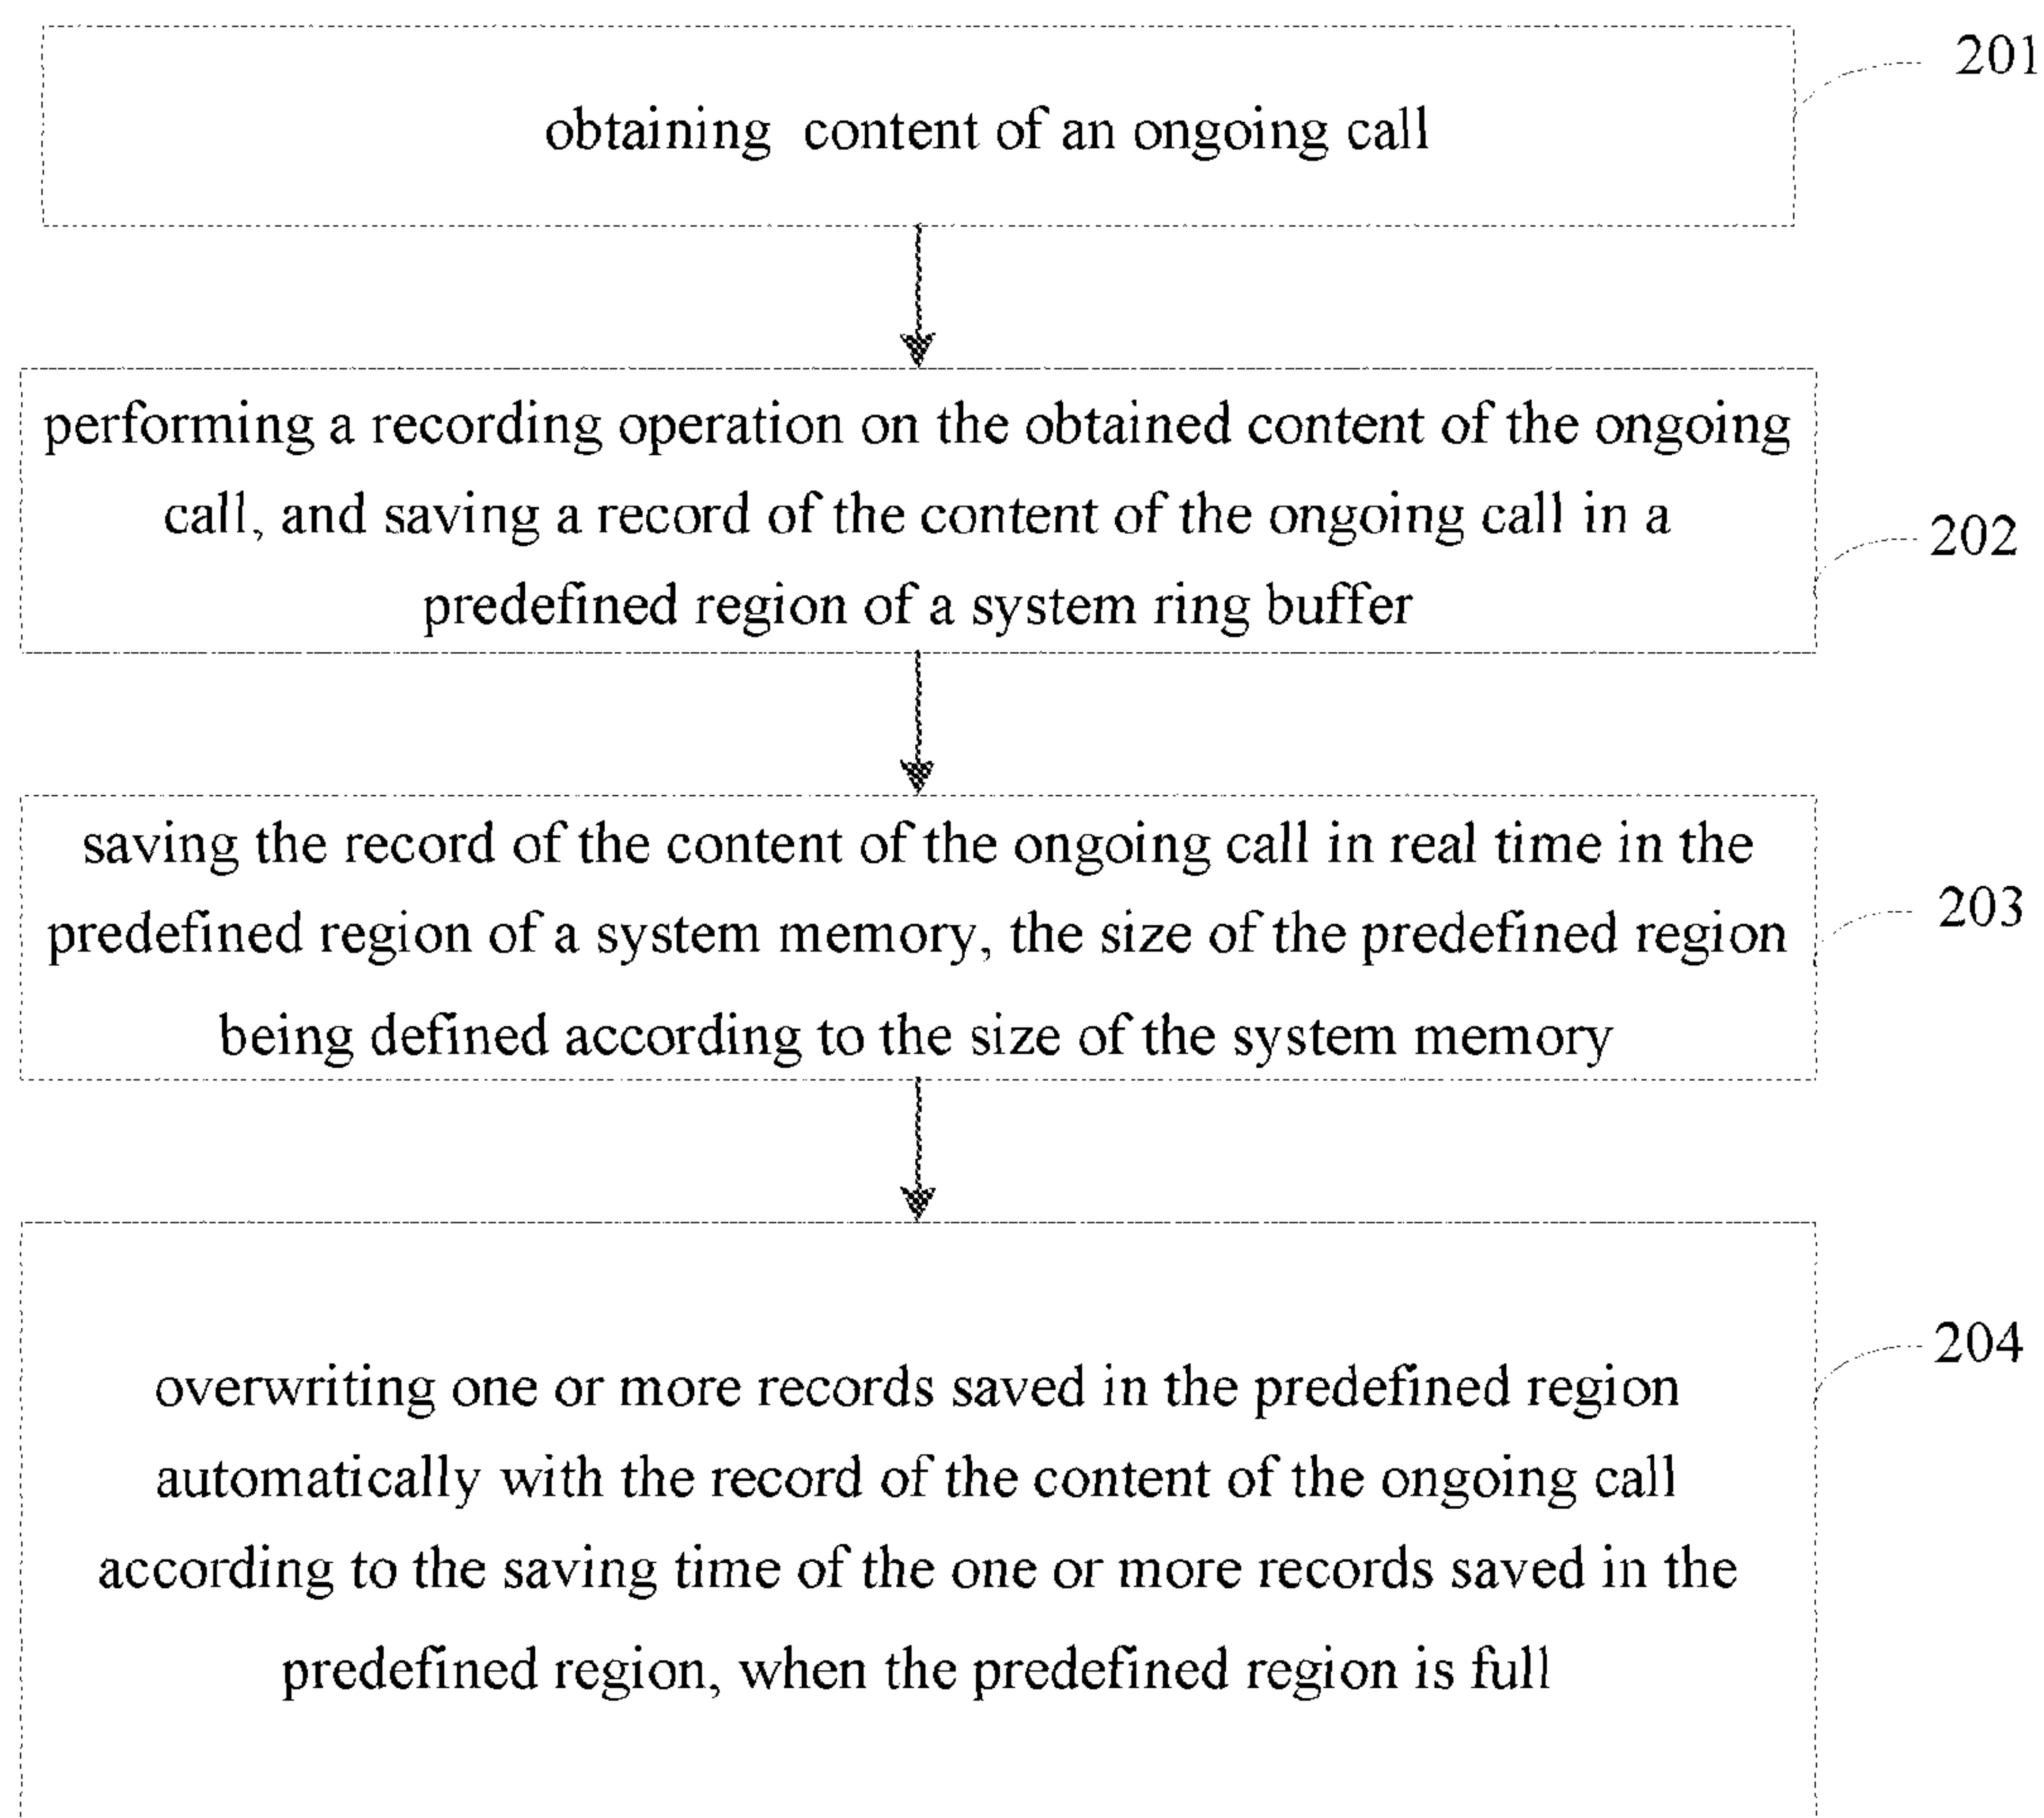 201
obtaining content of an ongoing call
performing a recording operation on the obtained content of the ongoing
call, and saving a record of the content of the ongoing call in a
202
predefined region of a system ring buffer
saving the record of the content of the ongoing call in real time in the
203
predefined region of a system memory, the size of the predefined region
being defined according to the size of the system memory
204
overwriting one or more records saved in the predefined region
automatically with the record of the content of the ongoing call
according to the saving time of the one or more records saved in the
predefined region, when the predefined region is full